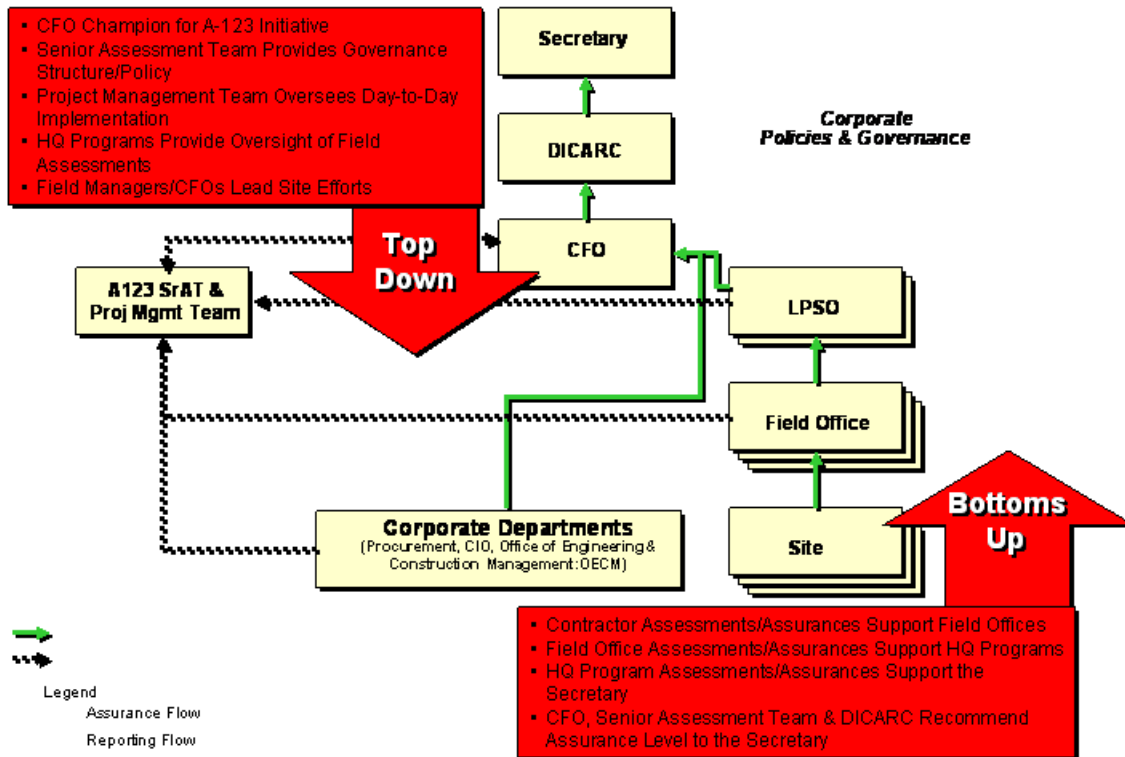 ▪ CFO Champion for A-123 Initiative
▪ Senior Assessment Team Provides Governance
Structure/Policy
▪ Project Management Team Oversees Day-to-Day
Implementation
▪ HQ Programs Provide Oversight of Field
Assessments
▪ Field Managers/CFOs Lead Site Efforts
Secretary
Corporate
Policies & Governance
DICARC
Top
Down
CFO
A123 SrAT &
Proj Mgmt Team
LPSO
Field Office
Corporate Departments
(Procurement, CIO, Office of Engineering &
Construction Management:OECM)
Site
Bottoms
Up
▪ Contractor Assessments/Assurances Support Field Offices
▪ Field Office Assessments/Assurances Support HQ Programs
▪ HQ Program Assessments/Assurances Support the
Secretary
▪ CFO, Senior Assessment Team & DICARC Recommend
Assurance Level to the Secretary
Legend
Assurance Flow
Reporting Flow